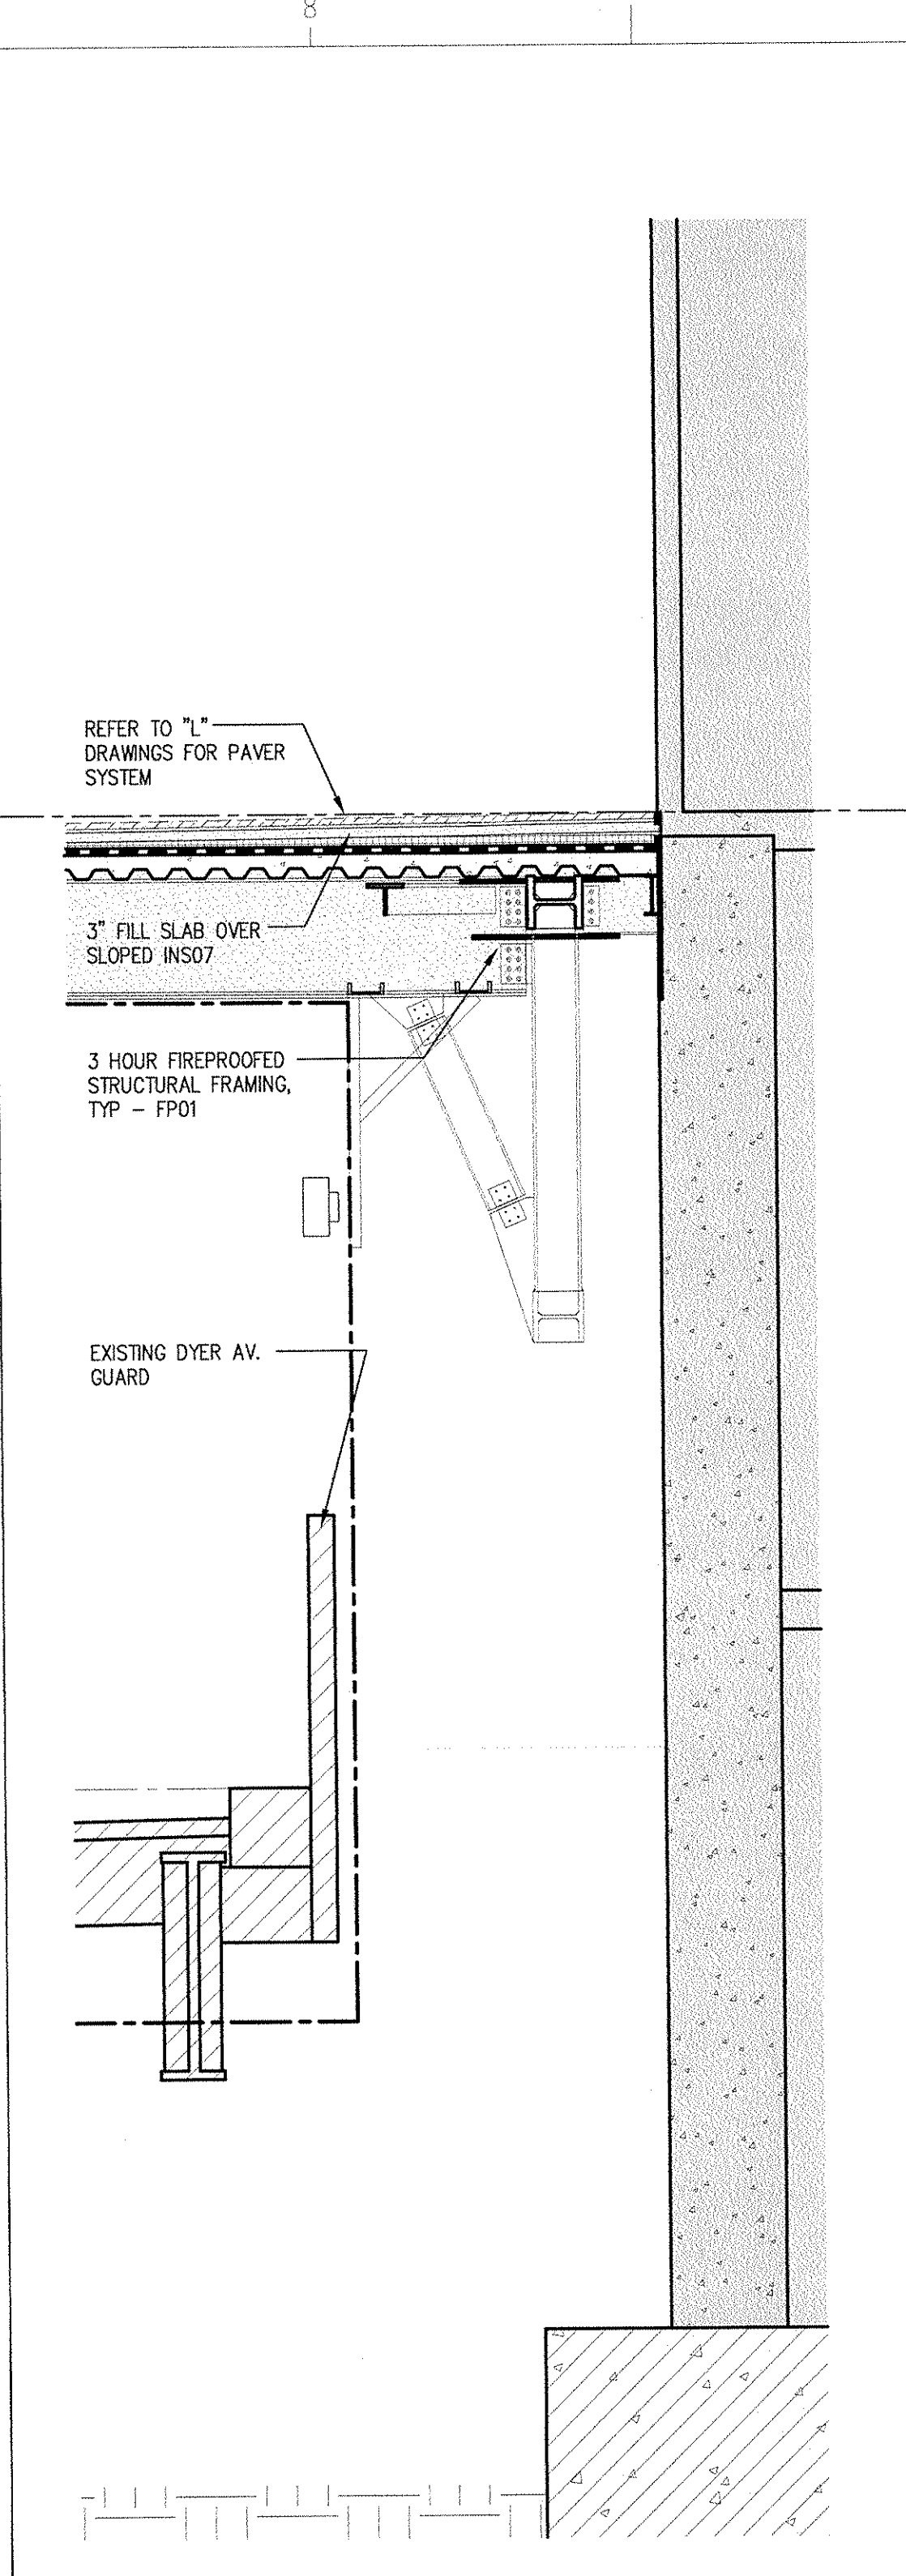 8
REFER TO "L"
DRAWINGS FOR PAVER
SYSTEM
3" FILL SLAB OVER
SLOPED INS07
3 HOUR FIREPROOFED
STRUCTURAL FRAMING,
TYP - FP01
EXISTING DYER AV.
GUARD